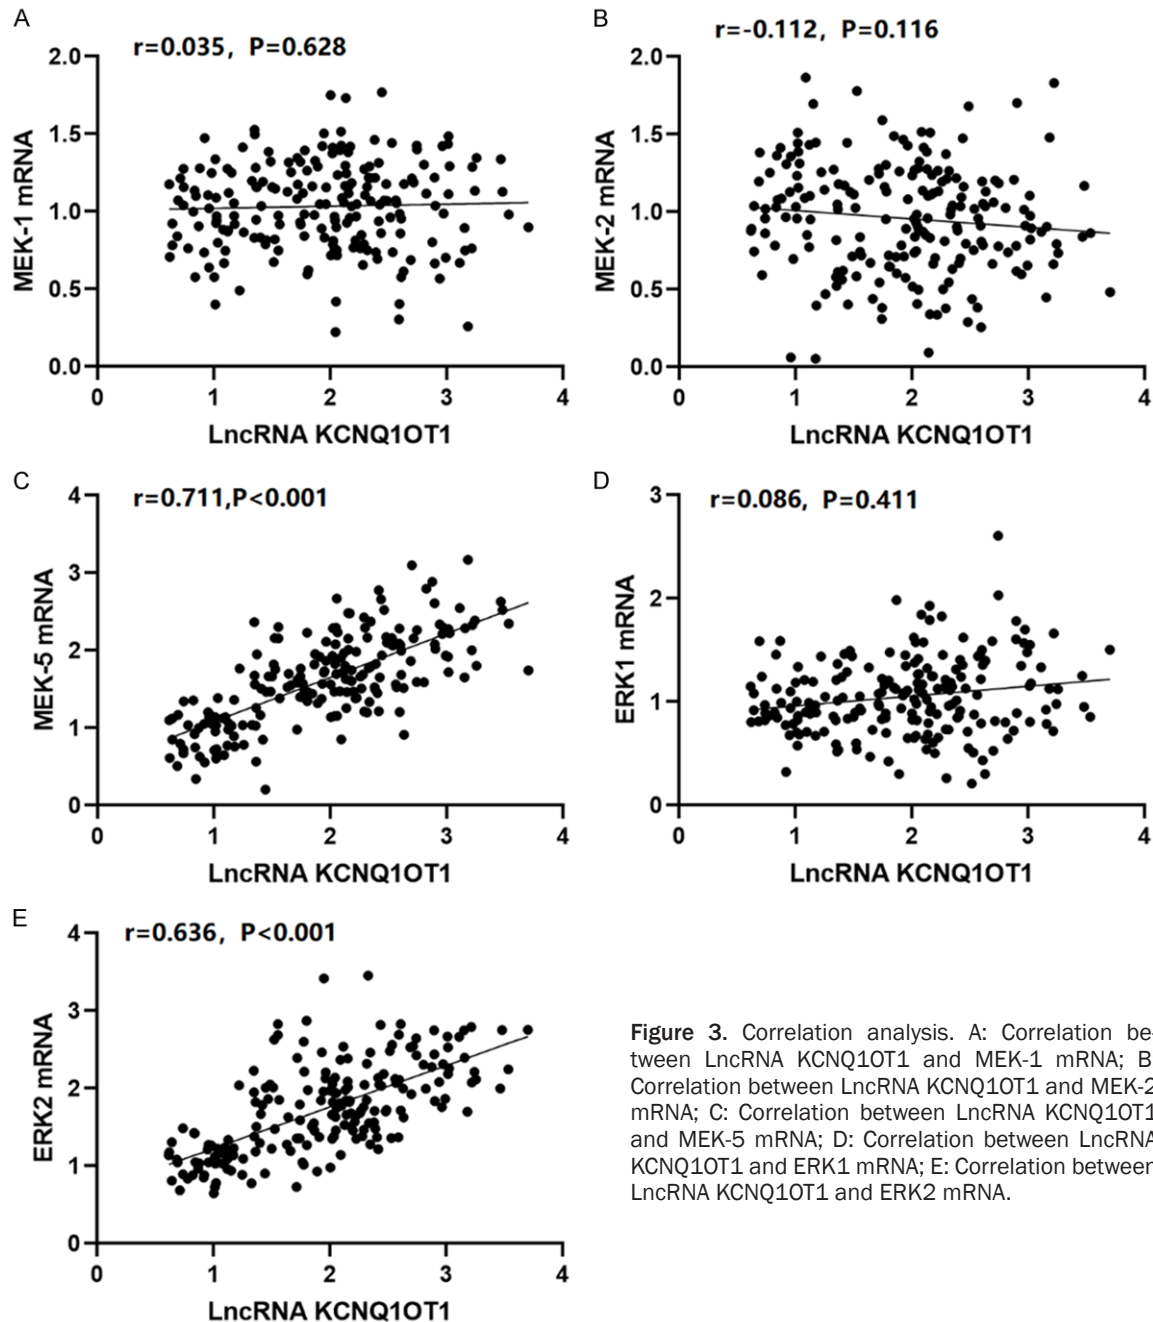 A
r=0.035, P=0.628
MEK-1 mRNA
2.0
1.5
1.0
0.5
0.0
0 1 2 3 4
LncRNA KCNQ1OT1
B
r=-0.112, P=0.116
MEK-2 mRNA
2.0
1.5
1.0
0.5
0.0
0 1 2 3 4
LncRNA KCNQ1OT1
C
r=0.711,P<0.001
MEK-5 mRNA
4
3
2
1
0
0 1 2 3 4
LncRNA KCNQ1OT1
D
r=0.086, P=0.411
ERK1 mRNA
3
2
1
0
0 1 2 3 4
LncRNA KCNQ1OT1
E
r=0.636, P<0.001
ERK2 mRNA
4
3
2
1
0
0 1 2 3 4
LncRNA KCNQ1OT1
Figure 3. Correlation analysis. A: Correlation be-
tween LncRNA KCNQ1OT1 and MEK-1 mRNA; B:
Correlation between LncRNA KCNQ1OT1 and MEK-2
mRNA; C: Correlation between LncRNA KCNQ1OT1
and MEK-5 mRNA; D: Correlation between LncRNA
KCNQ1OT1 and ERK1 mRNA; E: Correlation between
LncRNA KCNQ1OT1 and ERK2 mRNA.